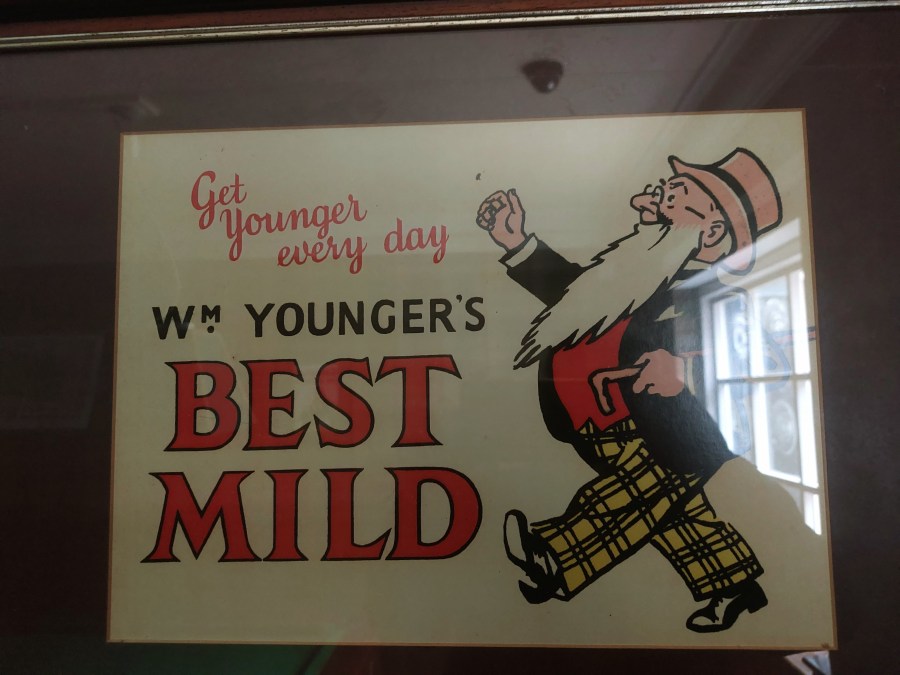 Get
Younger
every day
Wᴹ. YOUNGER'S
BEST
MILD